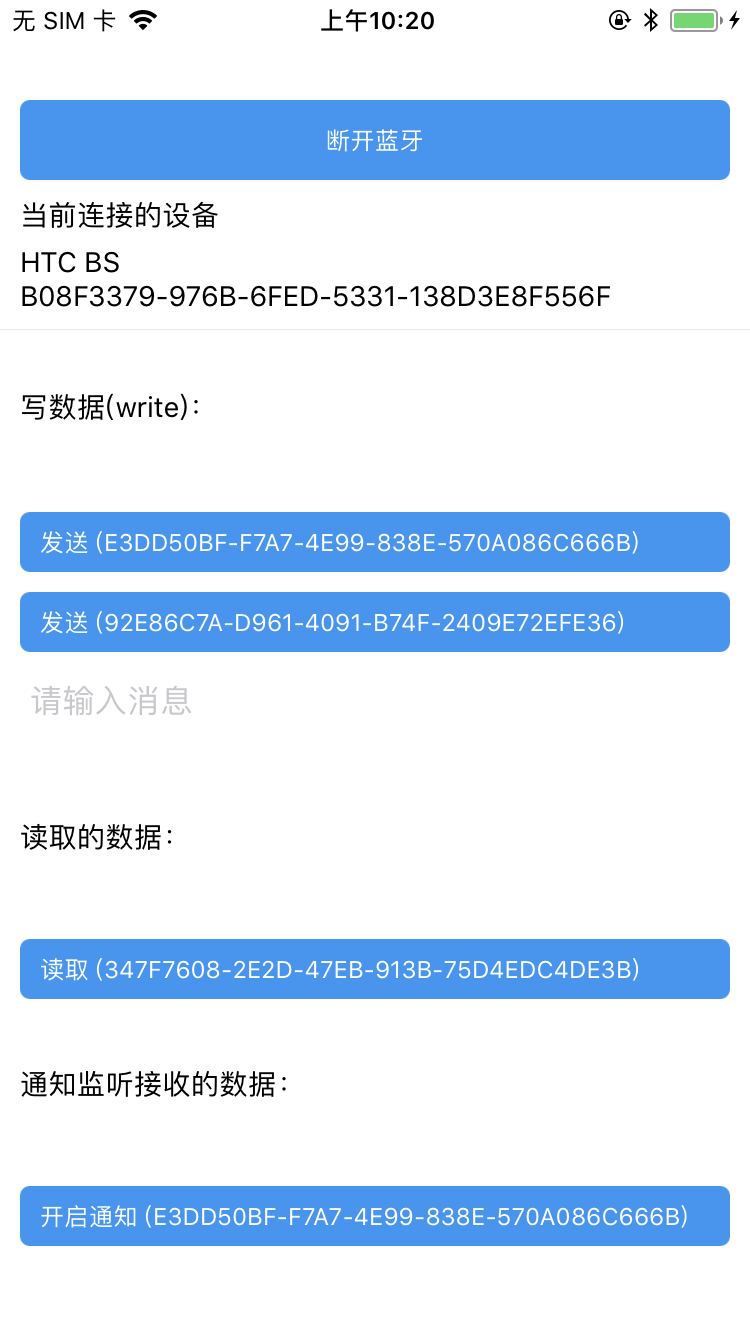 无 SIM 卡
上午10:20
断开蓝牙
当前连接的设备
HTC BS
B08F3379-976B-6FED-5331-138D3E8F556F
写数据(write)：
发送 (E3DD50BF-F7A7-4E99-838E-570A086C666B)
发送 (92E86C7A-D961-4091-B74F-2409E72EFE36)
请输入消息
读取的数据：
读取 (347F7608-2E2D-47EB-913B-75D4EDC4DE3B)
通知监听接收的数据：
开启通知 (E3DD50BF-F7A7-4E99-838E-570A086C666B)